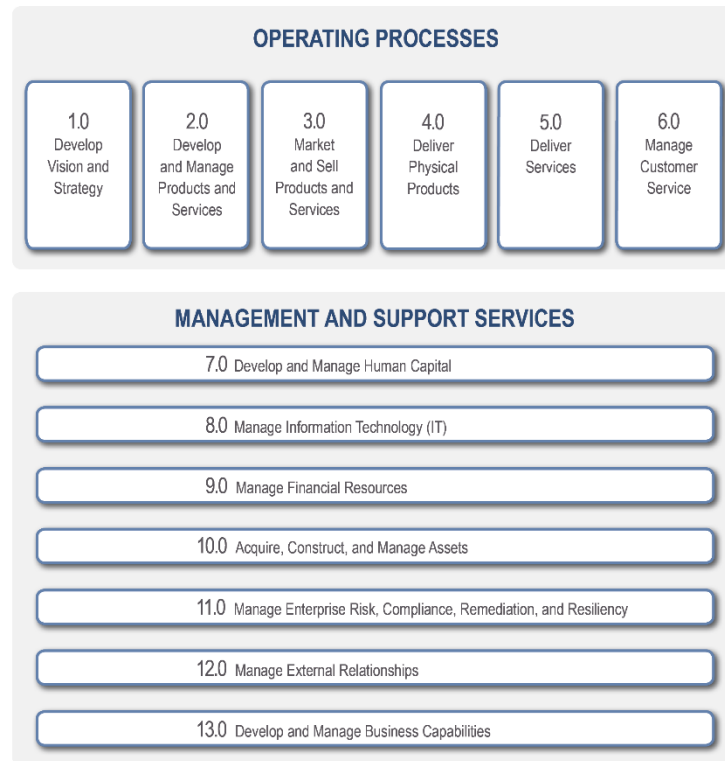 OPERATING PROCESSES
1.0
Develop
Vision and
Strategy
2.0
Develop
and Manage
Products and
Services
3.0
Market
and Sell
Products and
Services
4.0
Deliver
Physical
Products
5.0
Deliver
Services
6.0
Manage
Customer
Service
MANAGEMENT AND SUPPORT SERVICES
7.0 Develop and Manage Human Capital
8.0 Manage Information Technology (IT)
9.0 Manage Financial Resources
10.0 Acquire, Construct, and Manage Assets
11.0 Manage Enterprise Risk, Compliance, Remediation, and Resiliency
12.0 Manage External Relationships
13.0 Develop and Manage Business Capabilities